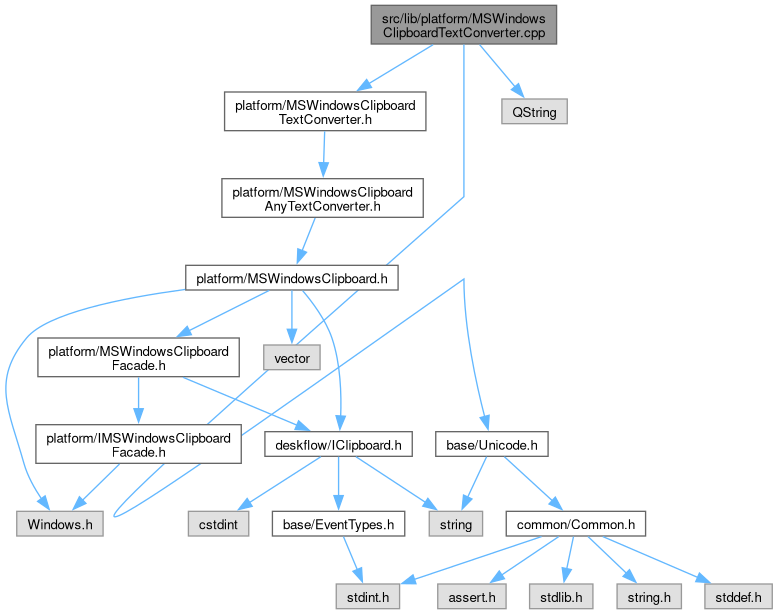 src/lib/platform/MSWindows
ClipboardTextConverter.cpp
platform/MSWindowsClipboard
TextConverter.h
QString
platform/MSWindowsClipboard
AnyTextConverter.h
platform/MSWindowsClipboard.h
platform/MSWindowsClipboard
Facade.h
vector
platform/IMSWindowsClipboard
Facade.h
deskflow/IClipboard.h
base/Unicode.h
Windows.h
cstdint
base/EventTypes.h
string
common/Common.h
stdint.h
assert.h
stdlib.h
string.h
stddef.h